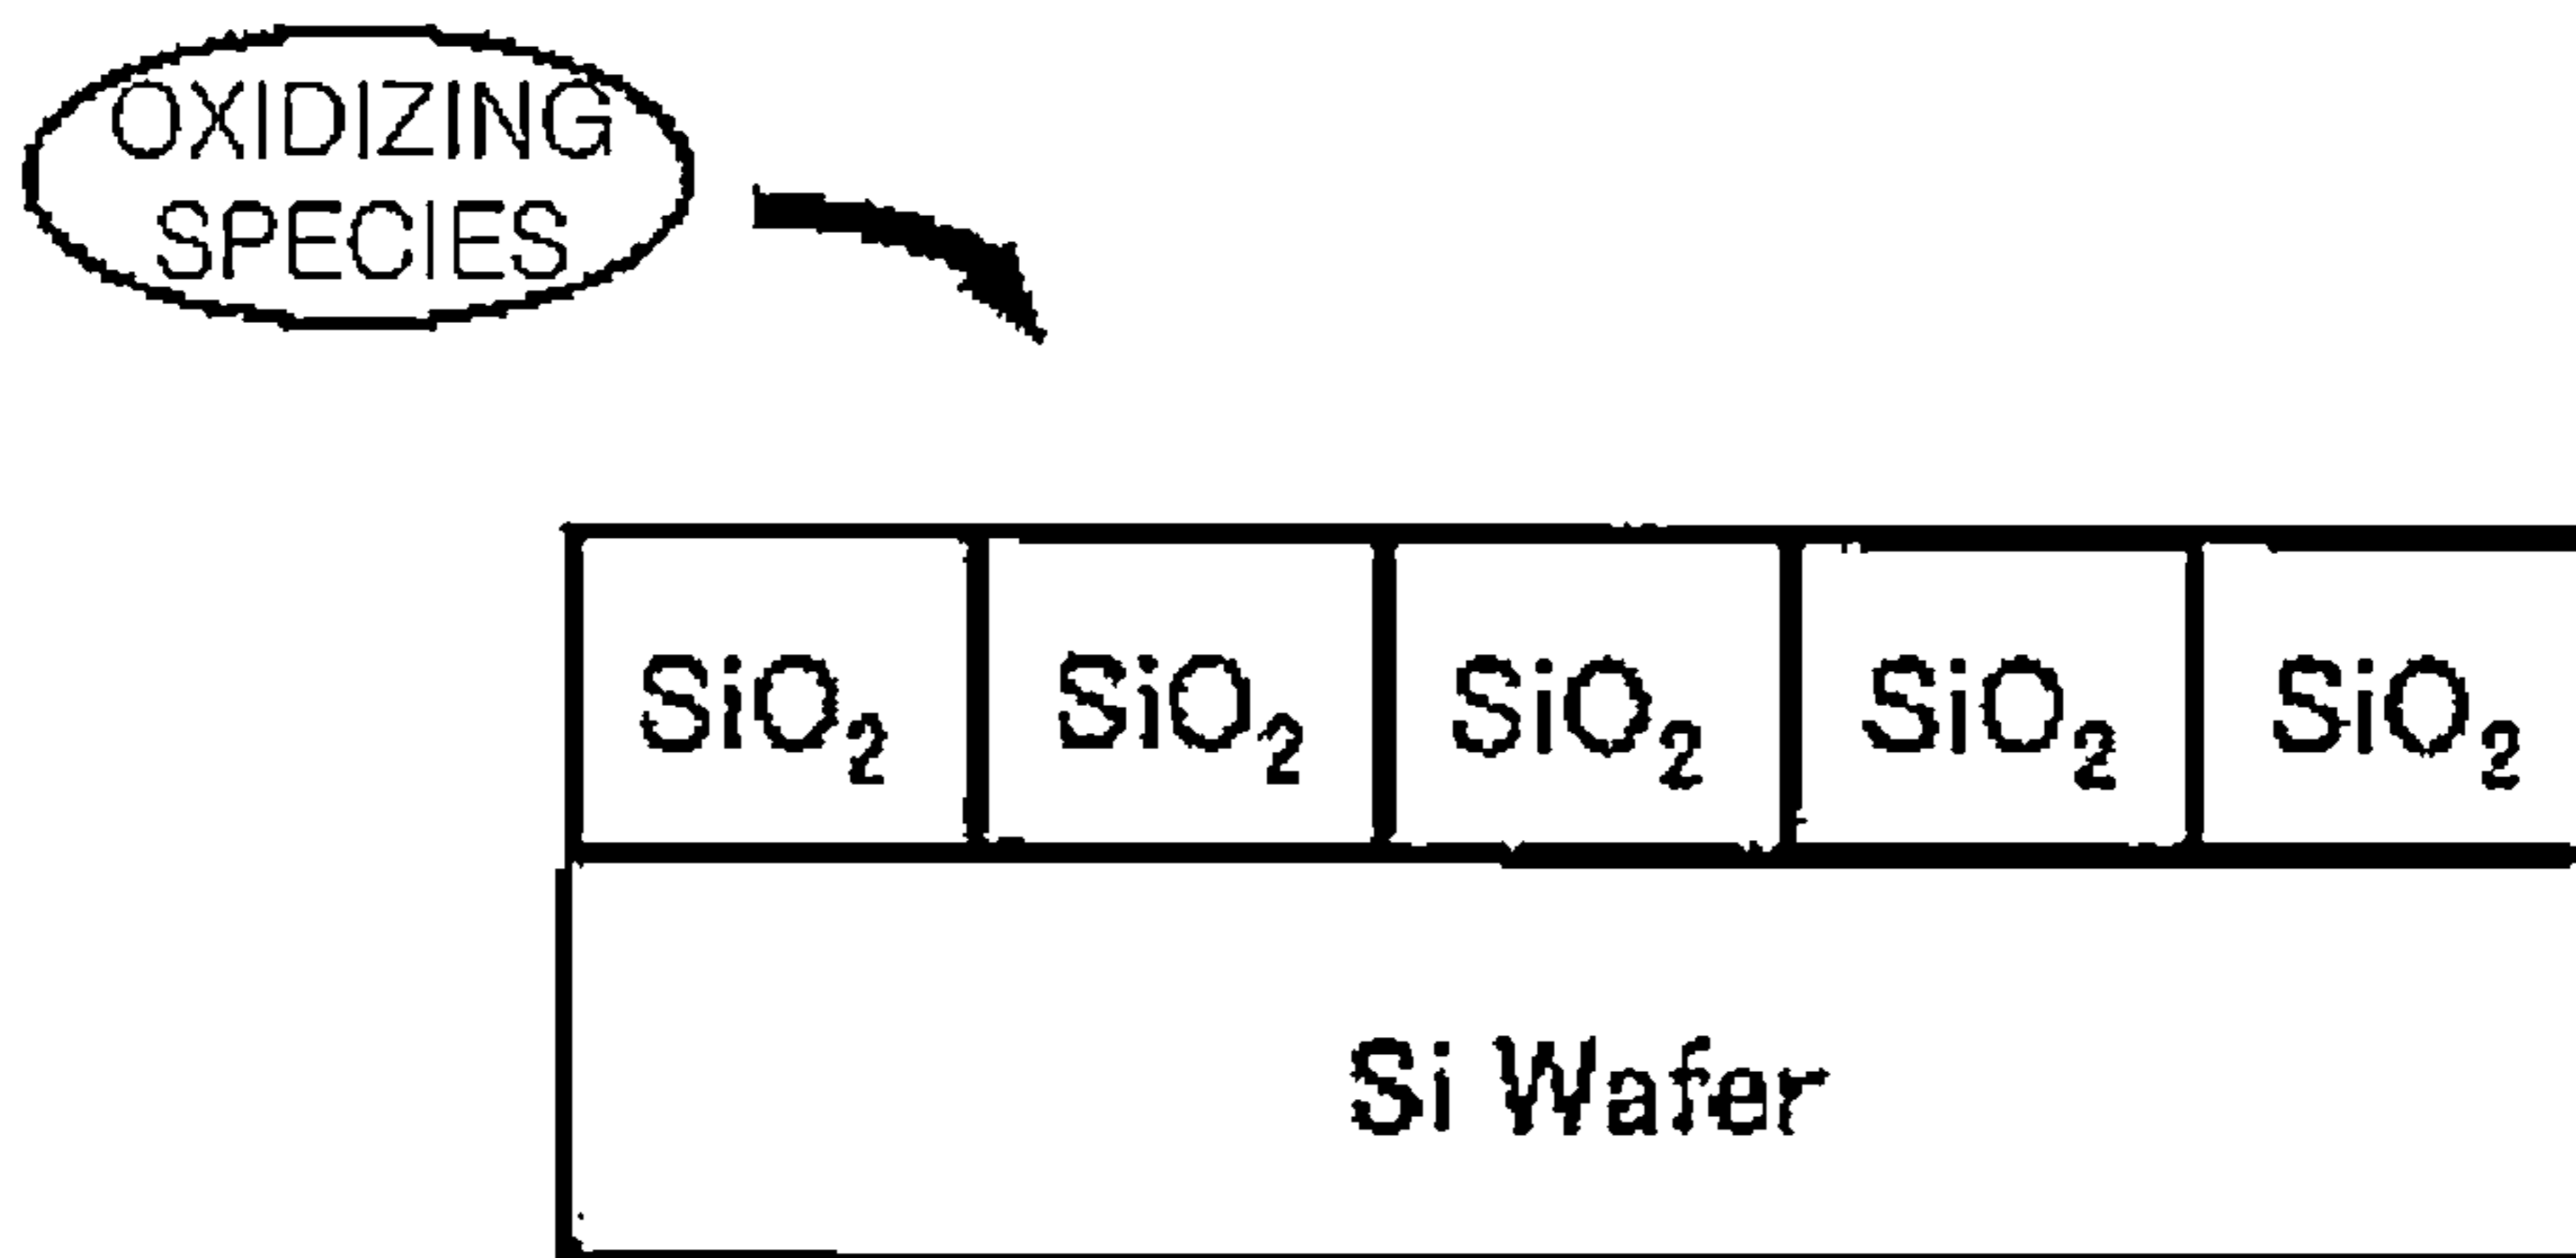 OXIDIZING
SPECIES
SiO₂ SiO₂ SiO₂ SiO₂ SiO₂
Si Wafer